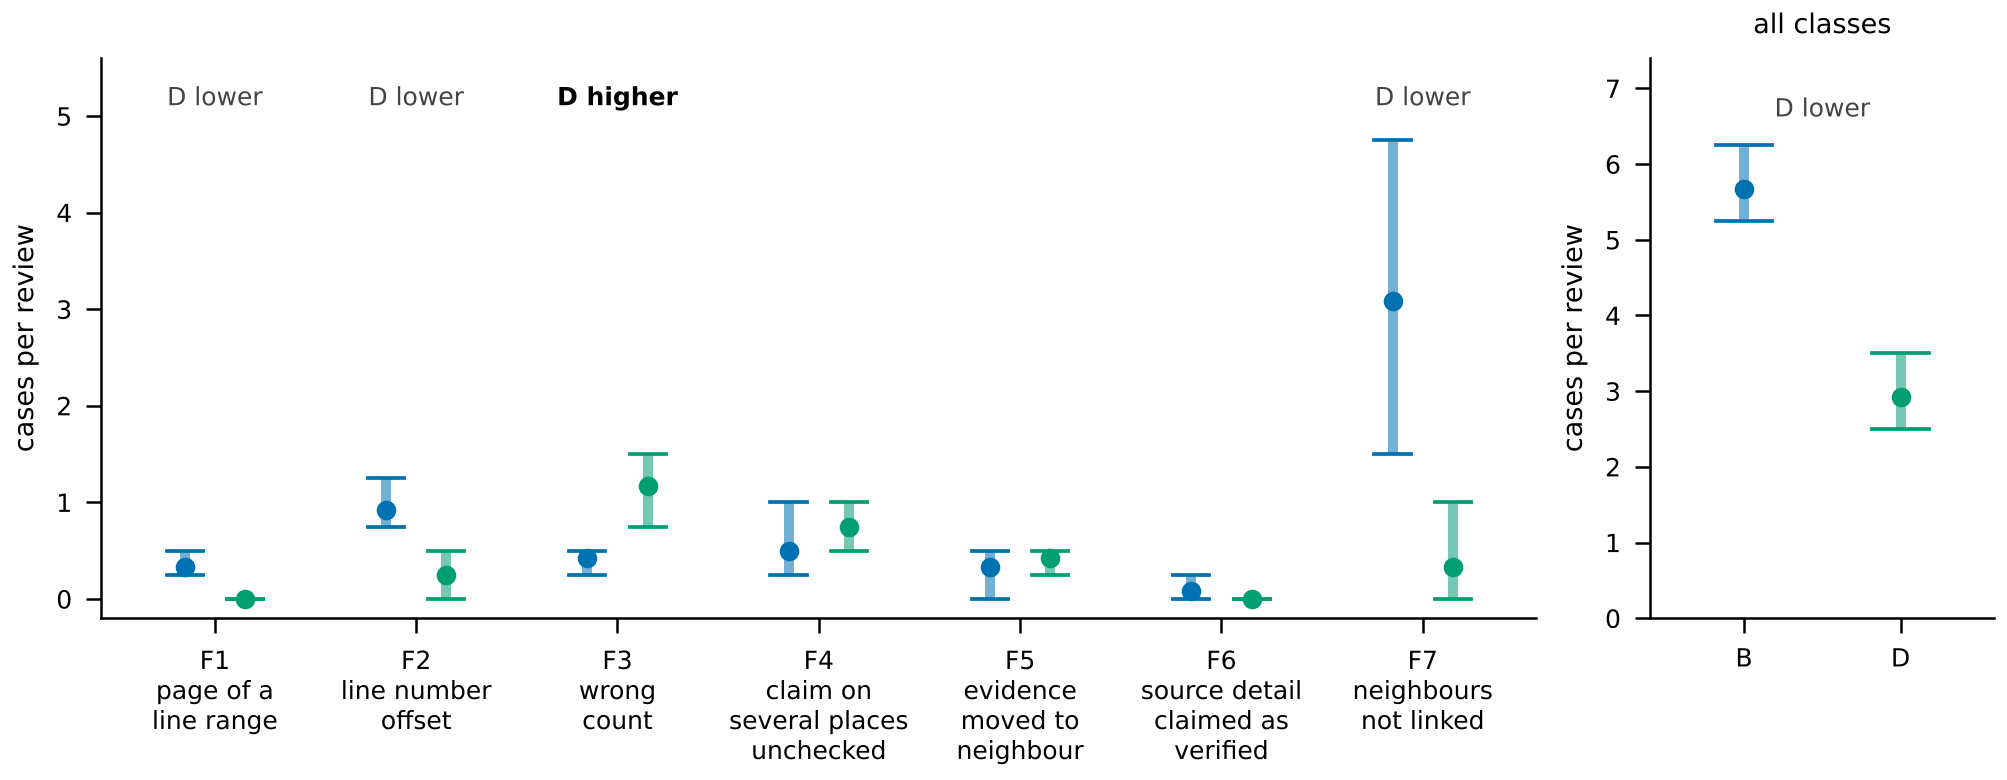 all classes
D lower
D lower
D higher
D lower
D lower
cases per review
5
4
3
2
1
0
cases per review
7
6
5
4
3
2
1
0
F1
page of a
line range
F2
line number
offset
F3
wrong
count
F4
claim on
several places
unchecked
F5
evidence
moved to
neighbour
F6
source detail
claimed as
verified
F7
neighbours
not linked
B
D